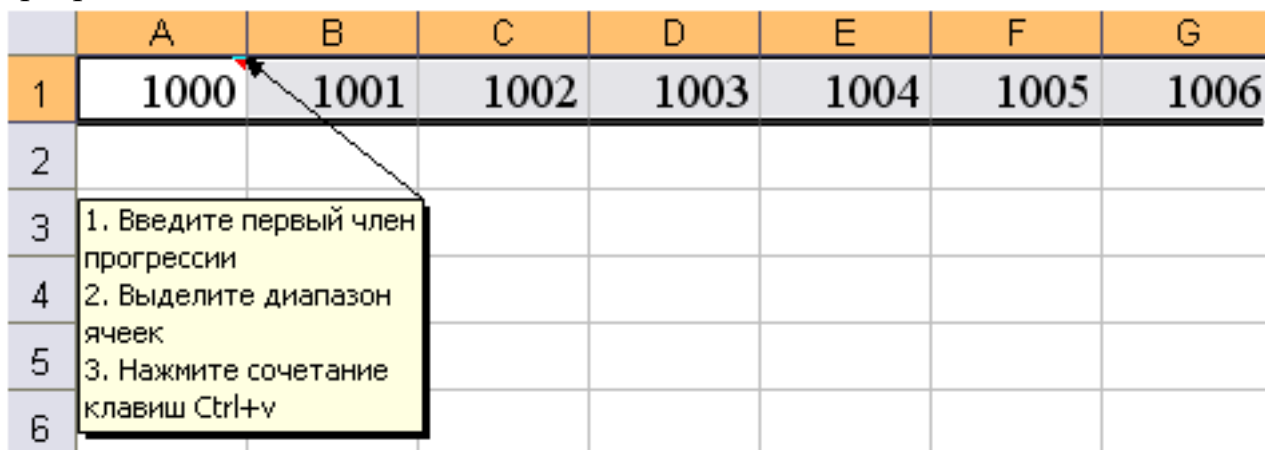 A B C D E F G
1 1000 1001 1002 1003 1004 1005 1006
2
3
4
5
6
1. Введите первый член
прогрессии
2. Выделите диапазон
ячеек
3. Нажмите сочетание
клавиш Ctrl+v